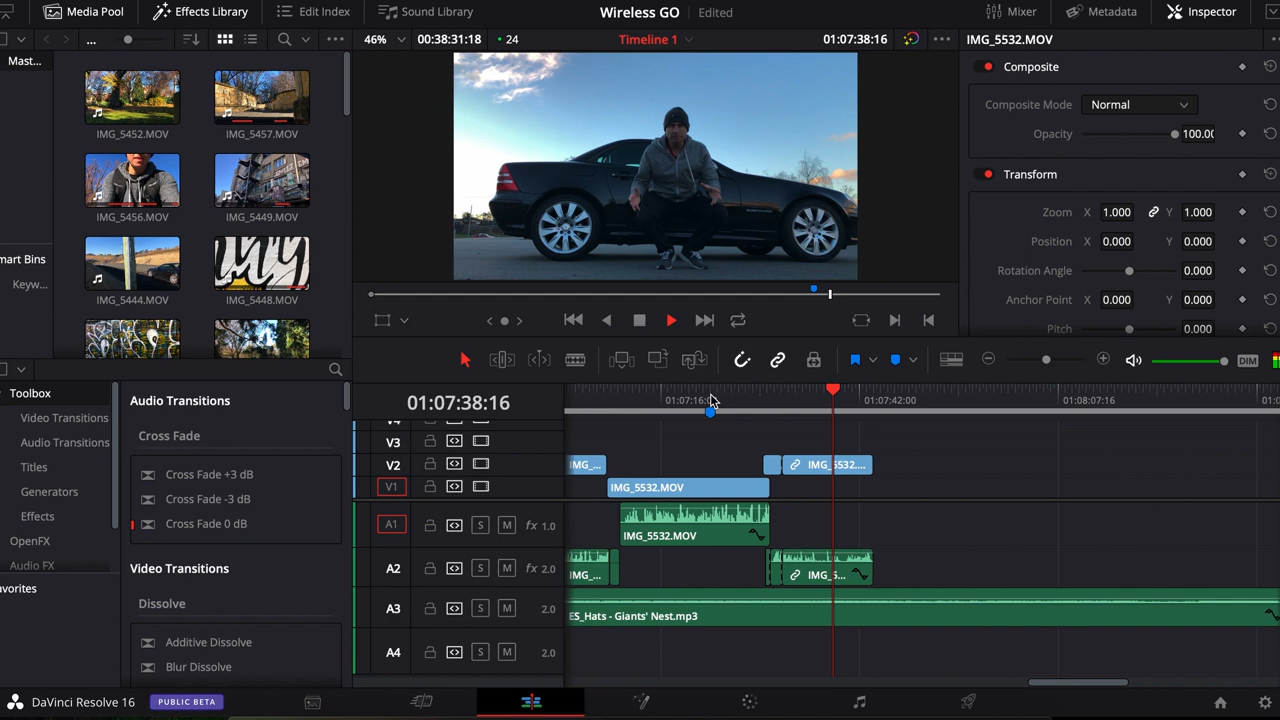 Media Pool
Effects Library
Edit Index
Sound Library
Wireless GO
Edited
Mixer
Metadata
Inspector
...
46%
00:38:31:18
24
Timeline 1
01:07:38:16
IMG_5532.MOV
Mast...
IMG_5452.MOV
IMG_5457.MOV
IMG_5456.MOV
IMG_5449.MOV
IMG_5444.MOV
IMG_5448.MOV
mart Bins
Keyw...
Composite
Composite Mode
Normal
Opacity
100.00
Transform
Zoom X 1.000 Y 1.000
Position X 0.000 Y 0.000
Rotation Angle 0.000
Anchor Point X 0.000 Y 0.000
Pitch 0.000
DIM
Toolbox
Video Transitions
Audio Transitions
Titles
Generators
Effects
OpenFX
Audio FX
avorites
Audio Transitions
Cross Fade
Cross Fade +3 dB
Cross Fade -3 dB
Cross Fade 0 dB
Video Transitions
Dissolve
Additive Dissolve
Blur Dissolve
01:07:38:16
01:07:16:0
01:07:42:00
01:08:07:16
V4
V3
V2
IMG_...
IMG_5532....
V1
IMG_5532.MOV
A1 S M fx 1.0
IMG_5532.MOV
A2 S M fx 2.0
IMG_...
IMG_5...
A3 S M 2.0
ES_Hats - Giants' Nest.mp3
A4 S M 2.0
DaVinci Resolve 16
PUBLIC BETA